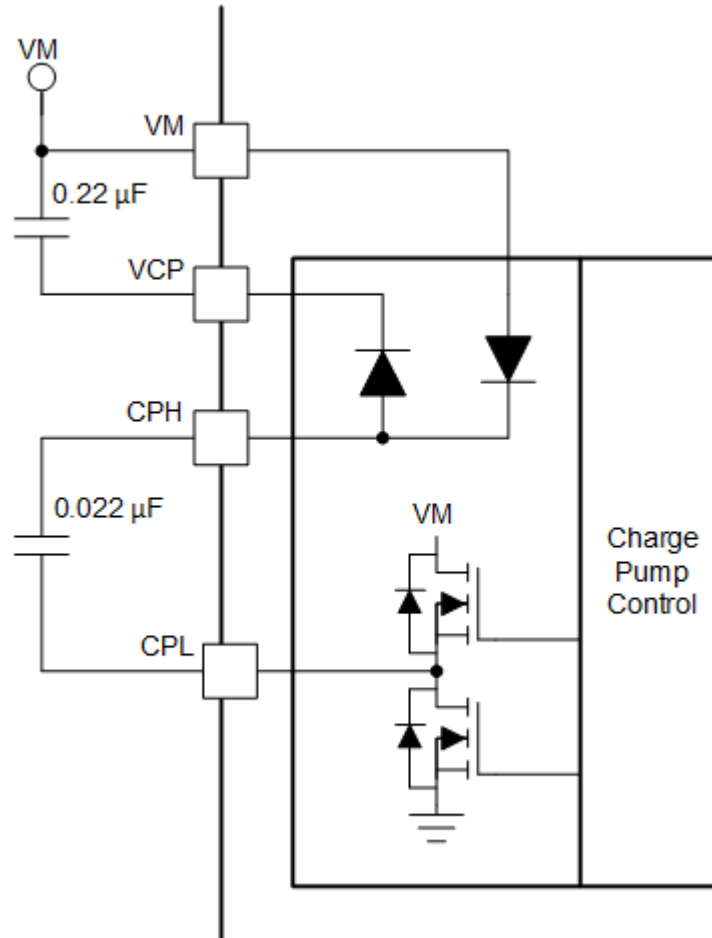 VM
VM
0.22 µF
VCP
CPH
0.022 µF
VM
CPL
Charge
Pump
Control